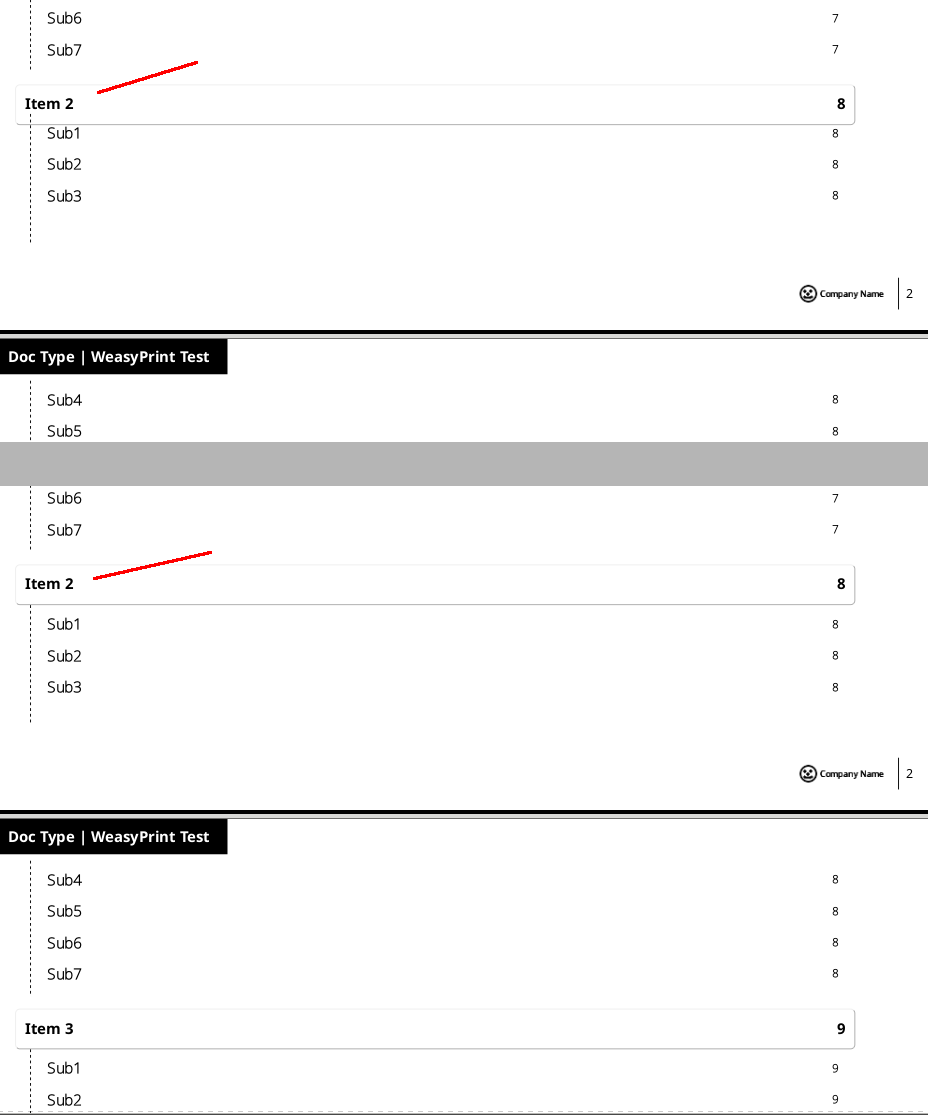 Sub6 7
Sub7 7
Item 2 8
Sub1 8
Sub2 8
Sub3 8
Company Name 2
Doc Type | WeasyPrint Test
Sub4 8
Sub5 8
Sub6 7
Sub7 7
Item 2 8
Sub1 8
Sub2 8
Sub3 8
Company Name 2
Doc Type | WeasyPrint Test
Sub4 8
Sub5 8
Sub6 8
Sub7 8
Item 3 9
Sub1 9
Sub2 9